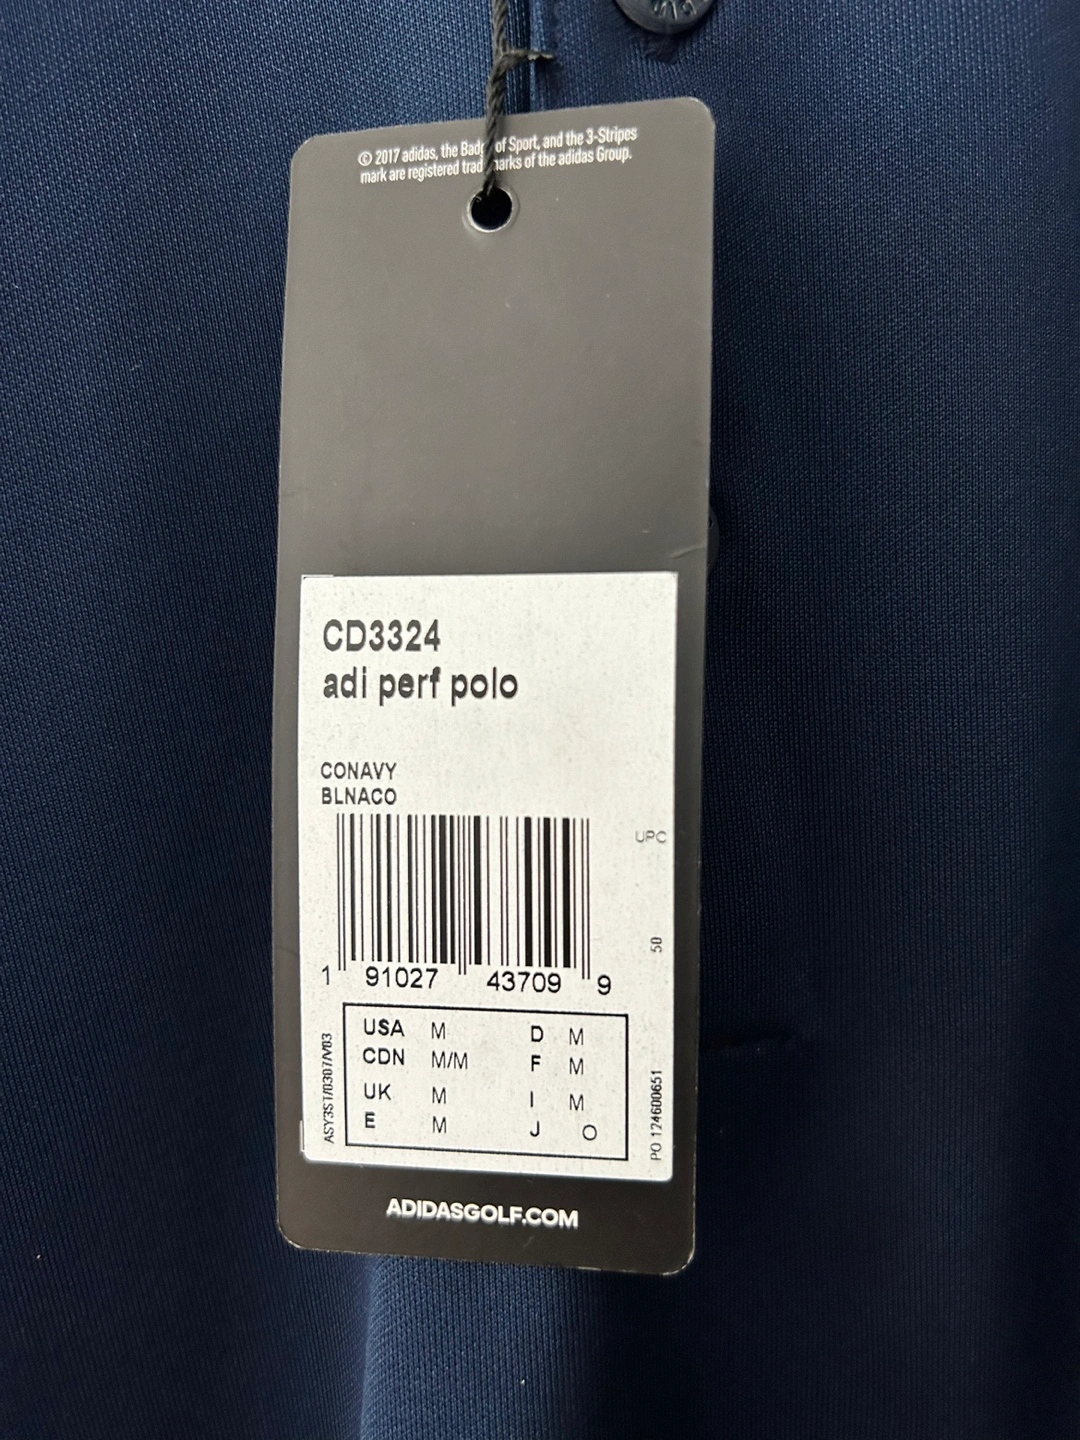 © 2017 adidas, the Badge of Sport, and the 3-Stripes
mark are registered trademarks of the adidas Group.
CD3324
adi perf polo
CONAVY
BLNACO
UPC
50
1 91027 43709 9
USA M D M
CDN M/M F M
UK M I M
E M J O
ASY3ST/0307/V03
PO 124600651
ADIDASGOLF.COM